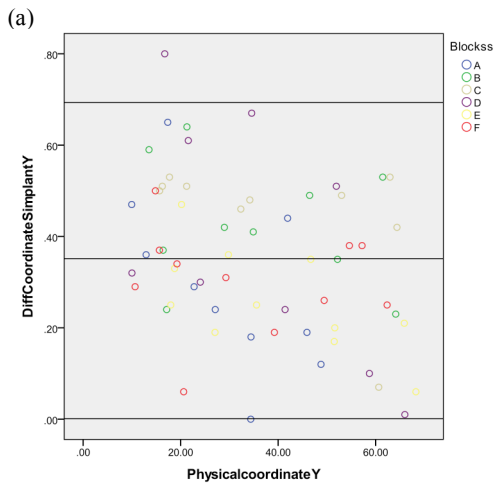 (a)
Blockss
A
B
C
D
E
F
DiffCoordinateSimplantY
.80
.60
.40
.20
.00
.00 20.00 40.00 60.00
PhysicalcoordinateY